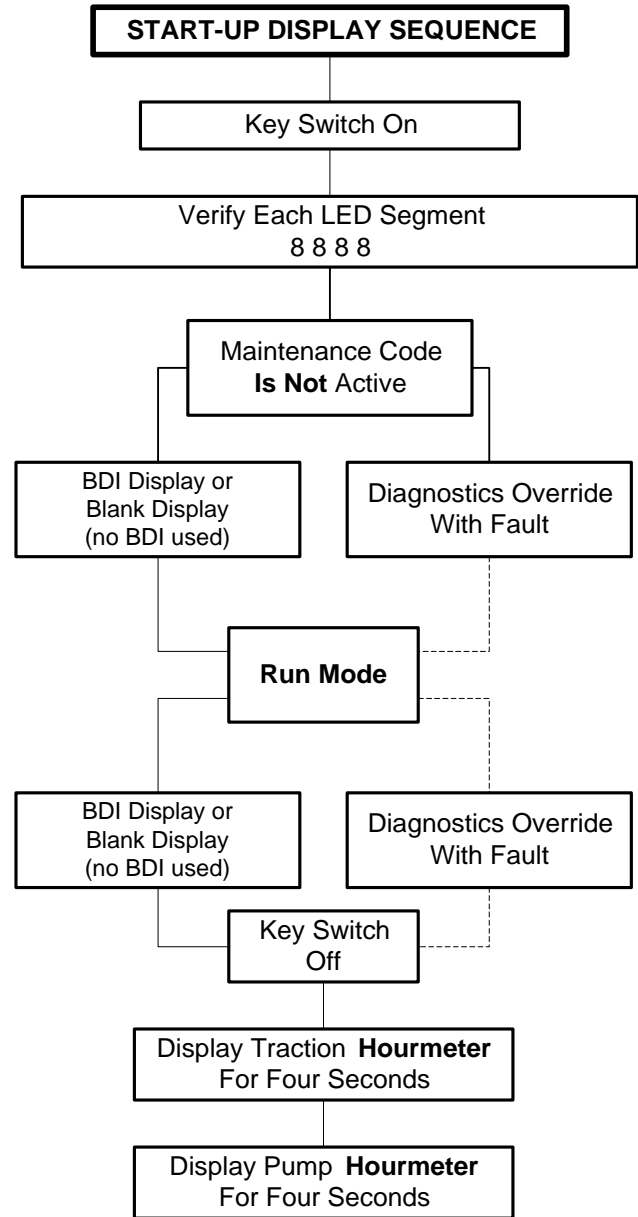 START-UP DISPLAY SEQUENCE
Key Switch On
Verify Each LED Segment
8 8 8 8
Maintenance Code
Is Not Active
BDI Display or
Blank Display
(no BDI used)
Diagnostics Override
With Fault
Run Mode
BDI Display or
Blank Display
(no BDI used)
Diagnostics Override
With Fault
Key Switch
Off
Display Traction Hourmeter
For Four Seconds
Display Pump Hourmeter
For Four Seconds